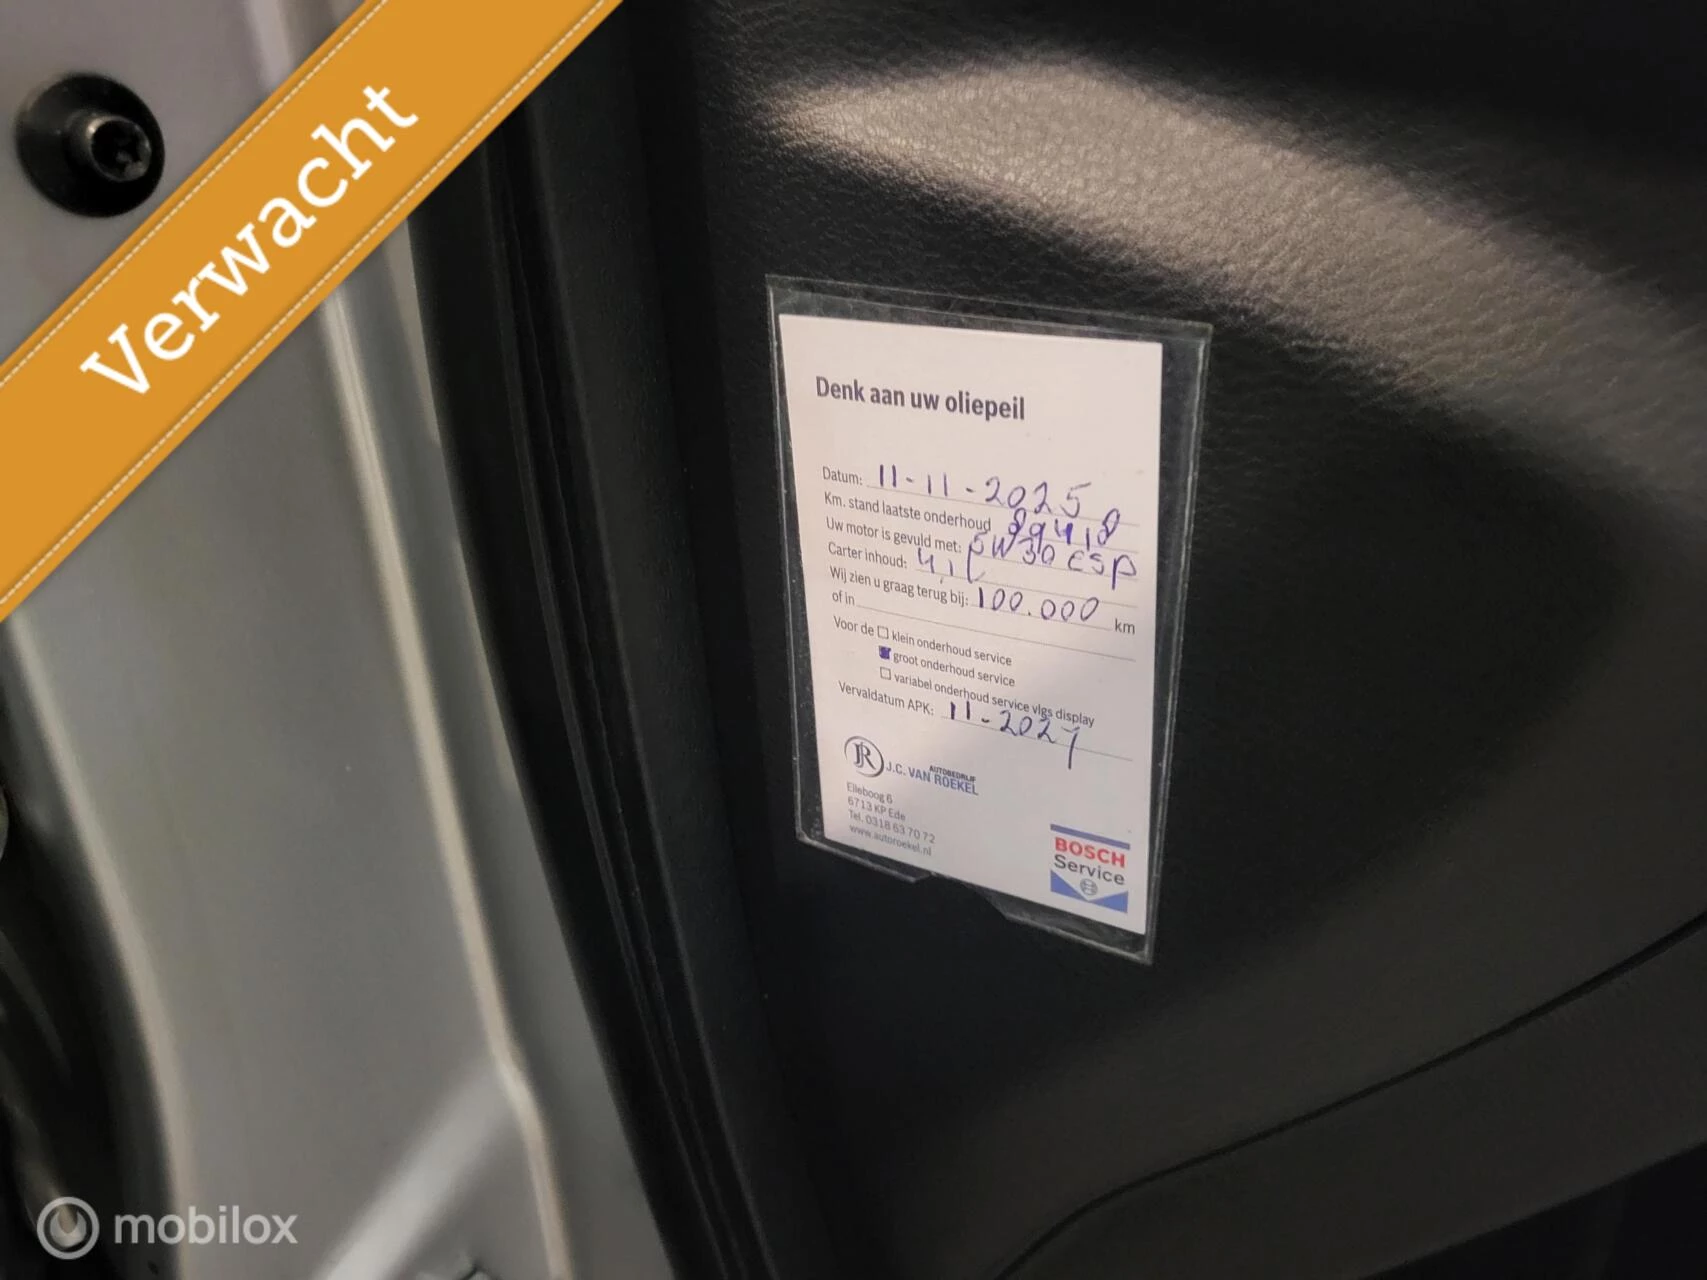 Verwacht
Denk aan uw oliepeil
Datum: 11-11-2025
Km. stand laatste onderhoud
Uw motor is gevuld met: 5W30 ESP
Carter inhoud:
Wij zien u graag terug bij: 100.000 km
of in
Voor de klein onderhoud service
groot onderhoud service
variabel onderhoud service vlgs display
Vervaldatum APK: 11-2027
JR AUTOBEDRIJF
J.C. VAN ROEKEL
Elleboog 6
6713 KP Ede
Tel. 0318 63 70 72
www.autoroekel.nl
BOSCH
Service
mobilox